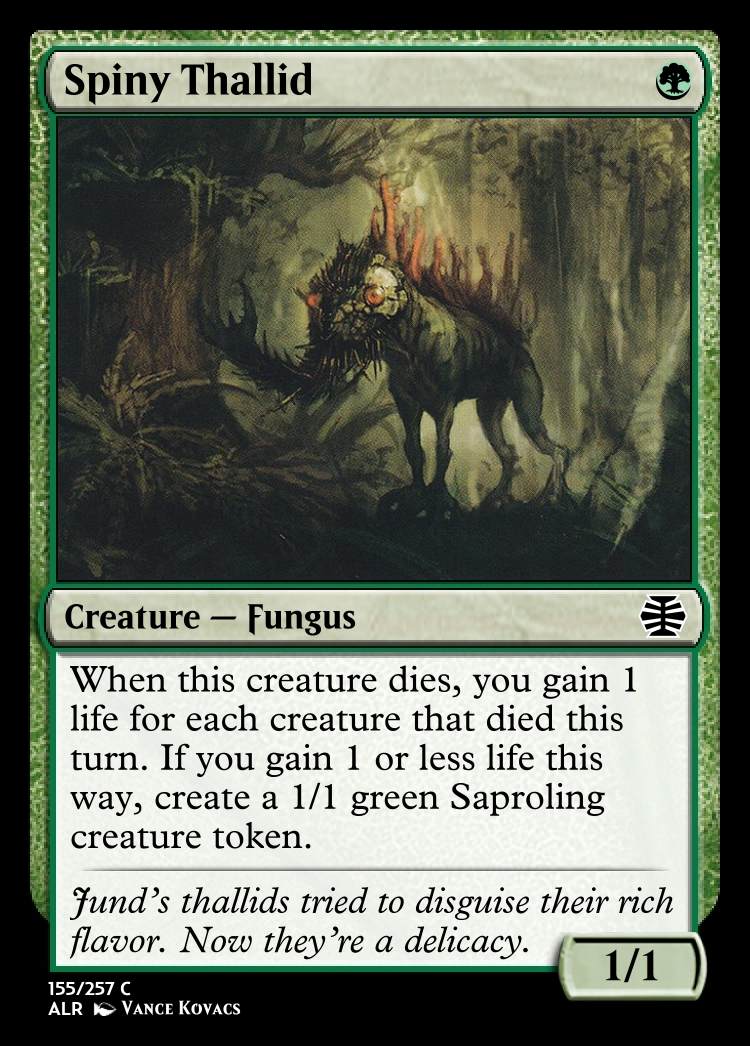 Spiny Thallid
Creature — Fungus
When this creature dies, you gain 1
life for each creature that died this
turn. If you gain 1 or less life this
way, create a 1/1 green Saproling
creature token.
Jund's thallids tried to disguise their rich
flavor. Now they're a delicacy.
1/1
155/257 C
ALR Vance Kovacs